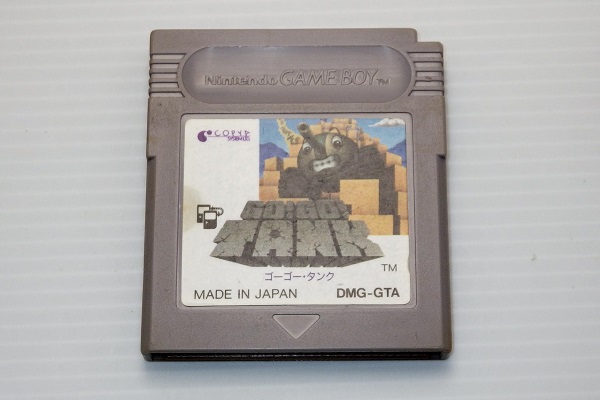 Nintendo GAME BOY TM
COPYA
GO! GO!
TANK
TM
ゴーゴー・タンク
MADE IN JAPAN DMG-GTA